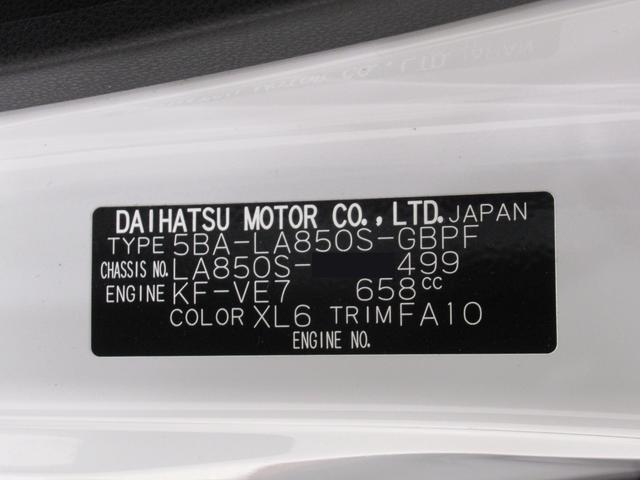 DAIHATSU MOTOR CO.,LTD. JAPAN
TYPE 5BA-LA850S-GBPF
CHASSIS NO. LA850S- 499
ENGINE KF-VE7 658CC
COLOR XL6 TRIM FA10
ENGINE NO.